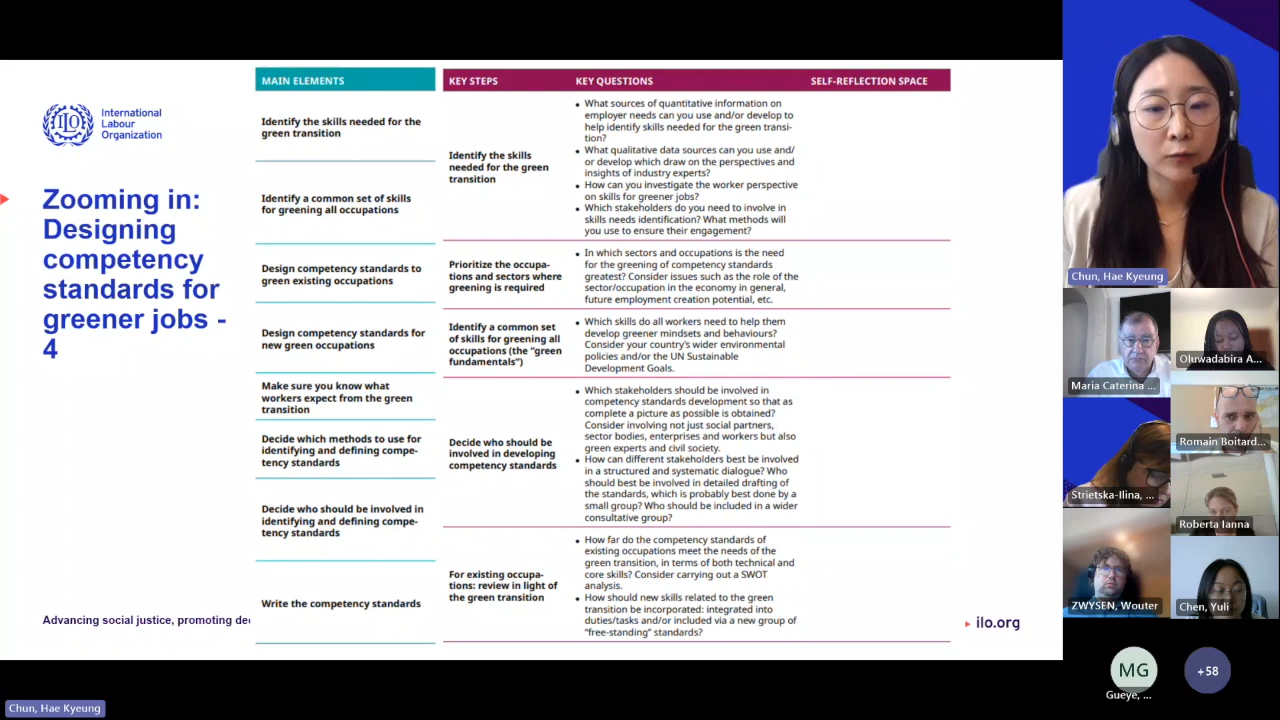 International
Labour
Organization
Zooming in:
Designing
competency
standards for
greener jobs -
4
MAIN ELEMENTS
Identify the skills needed for the
green transition
Identify a common set of skills
for greening all occupations
Design competency standards to
green existing occupations
Design competency standards for
new green occupations
Make sure you know what
workers expect from the green
transition
Decide which methods to use for
identifying and defining compe-
tency standards
Decide who should be involved in
identifying and defining compe-
tency standards
Write the competency standards
KEY STEPS
KEY QUESTIONS
SELF-REFLECTION SPACE
Identify the skills
needed for the green
transition
• What sources of quantitative information on
employer needs can you use and/or develop to
help identify skills needed for the green transi-
tion?
• What qualitative data sources can you use and/
or develop which draw on the perspectives and
insights of industry experts?
• How can you investigate the worker perspective
on skills for greener jobs?
• Which stakeholders do you need to involve in
skills needs identification? What methods will
you use to ensure their engagement?
Prioritize the occupa-
tions and sectors where
greening is required
• In which sectors and occupations is the need
for the greening of competency standards
greatest? Consider issues such as the role of the
sector/occupation in the economy in general,
future employment creation potential, etc.
Identify a common set
of skills for greening all
occupations (the “green
fundamentals”)
• Which skills do all workers need to help them
develop greener mindsets and behaviours?
Consider your country’s wider environmental
policies and/or the UN Sustainable
Development Goals.
Decide who should be
involved in developing
competency standards
• Which stakeholders should be involved in
competency standards development so that as
complete a picture as possible is obtained?
Consider involving not just social partners,
sector bodies, enterprises and workers but also
green experts and civil society.
• How can different stakeholders best be involved
in a structured and systematic dialogue? Who
should best be involved in detailed drafting of
the standards, which is probably best done by a
small group? Who should be included in a wider
consultative group?
For existing occupa-
tions: review in light of
the green transition
• How far do the competency standards of
existing occupations meet the needs of the
green transition, in terms of both technical and
core skills? Consider carrying out a SWOT
analysis.
• How should new skills related to the green
transition be incorporated: integrated into
duties/tasks and/or included via a new group of
“free-standing” standards?
Advancing social justice, promoting dec
ilo.org
Chun, Hae Kyeung
Chun, Hae Kyeung
Maria Caterina ...
Oluwadabira A...
Romain Boitard...
Strietska-Ilina, ...
Roberta Ianna
ZWYSEN, Wouter
Chen, Yuli
MG
Gueye, ...
+58